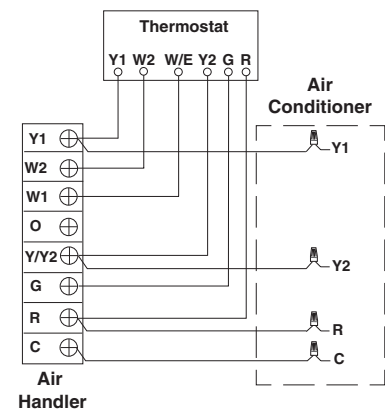 Thermostat
Y1 W2 W/E Y2 G R
Air
Conditioner
Y1
W2
W1
O
Y/Y2
G
R
C
Y1
Y2
R
C
Air
Handler